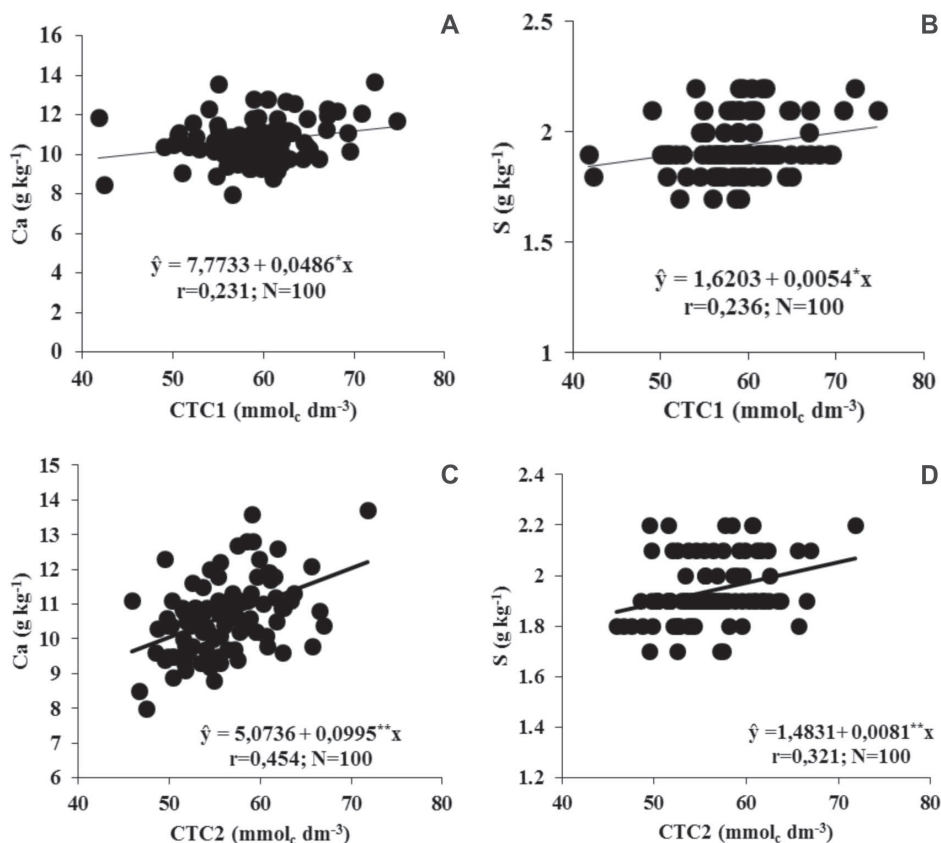 A
Ca (g kg⁻¹)
16
14
12
10
8
6
4
2
0
ŷ = 7,7733 + 0,0486*x
r=0,231; N=100
40 50 60 70 80
CTC1 (mmol_c dm⁻³)
B
S (g kg⁻¹)
2.5
2
1.5
1
ŷ = 1,6203 + 0,0054*x
r=0,236; N=100
40 50 60 70 80
CTC1 (mmol_c dm⁻³)
C
Ca (g kg⁻¹)
15
14
13
12
11
10
9
8
7
6
ŷ = 5,0736 + 0,0995**x
r=0,454; N=100
40 50 60 70 80
CTC2 (mmol_c dm⁻³)
D
S (g kg⁻¹)
2.4
2.2
2
1.8
1.6
1.4
1.2
ŷ =1,4831+ 0,0081**x
r=0,321; N=100
40 50 60 70 80
CTC2 (mmol_c dm⁻³)